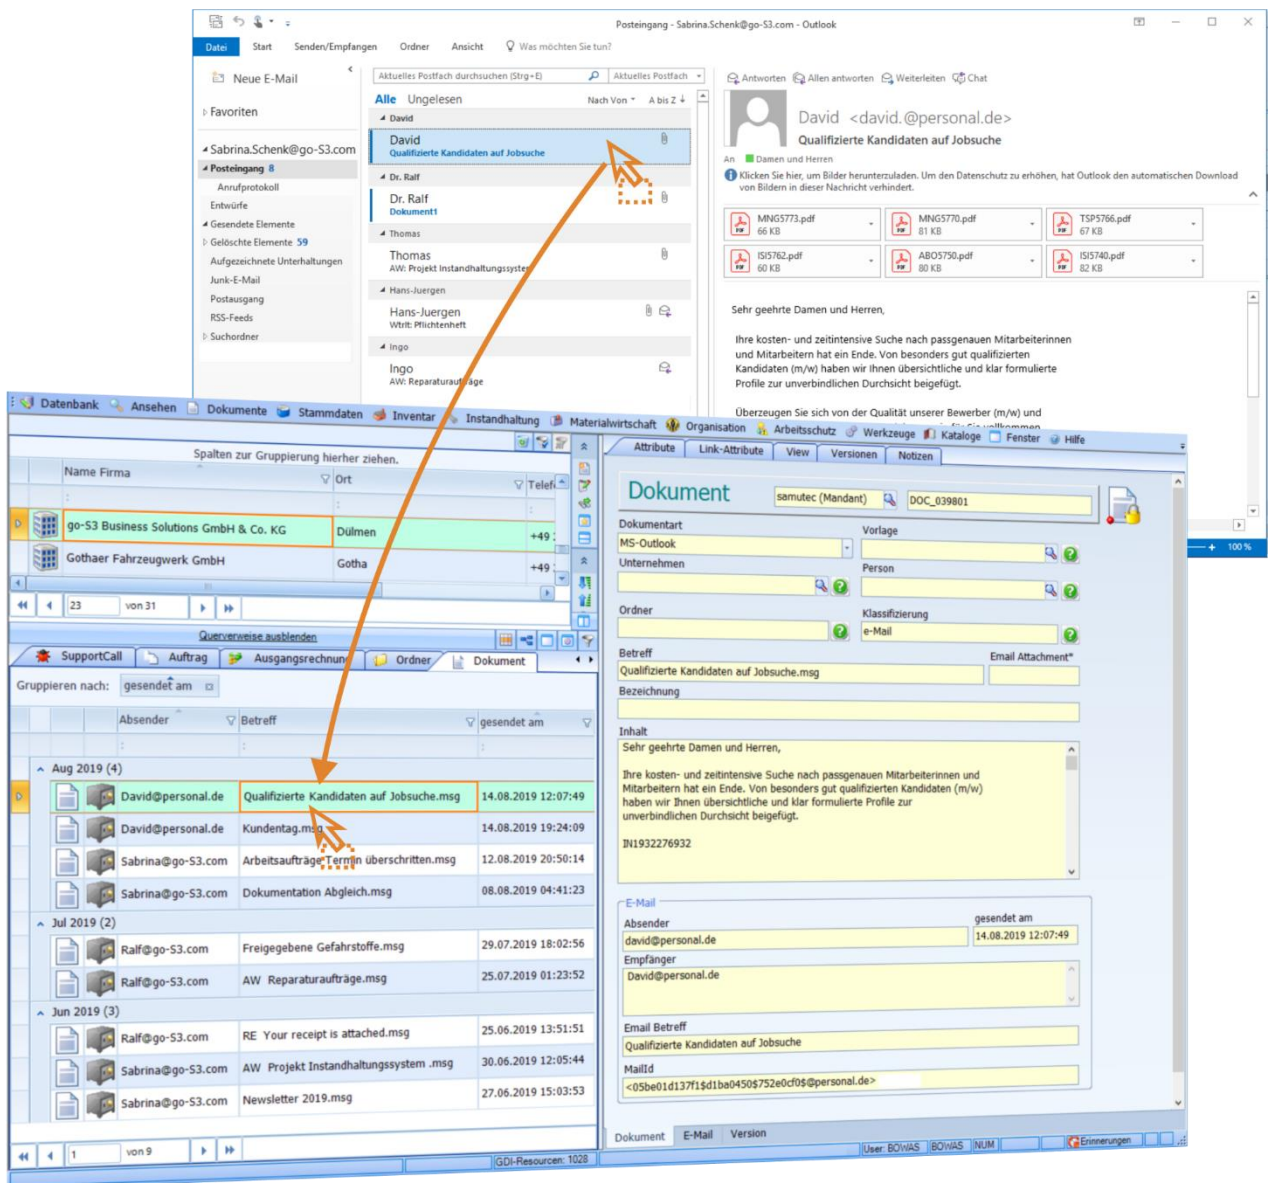 Posteingang - Sabrina.Schenk@go-S3.com - Outlook
Datei Start Senden/Empfangen Ordner Ansicht Was möchten Sie tun?
Neue E-Mail
Favoriten
Sabrina.Schenk@go-S3.com
Posteingang 8
Anrufprotokoll
Entwürfe
Gesendete Elemente
Gelöschte Elemente 59
Aufgezeichnete Unterhaltungen
Junk-E-Mail
Postausgang
RSS-Feeds
Suchordner
Aktuelles Postfach durchsuchen (Strg+E) Aktuelles Postfach
Alle Ungelesen Nach Von A bis Z
David
David
Qualifizierte Kandidaten auf Jobsuche
Dr. Ralf
Dr. Ralf
Dokument1
Thomas
Thomas
AW: Projekt Instandhaltungssystem
Hans-Juergen
Hans-Juergen
Wtrlt: Pflichtenheft
Ingo
Ingo
AW: Reparaturaufträge
Antworten Allen antworten Weiterleiten Chat
David <david.@personal.de>
Qualifizierte Kandidaten auf Jobsuche
An Damen und Herren
Klicken Sie hier, um Bilder herunterzuladen. Um den Datenschutz zu erhöhen, hat Outlook den automatischen Download
von Bildern in dieser Nachricht verhindert.
MNG5773.pdf MNG5770.pdf TSP5766.pdf
66 KB 81 KB 67 KB
ISI5762.pdf ABO5750.pdf ISI5740.pdf
60 KB 80 KB 82 KB
Sehr geehrte Damen und Herren,
Ihre kosten- und zeitintensive Suche nach passgenauen Mitarbeiterinnen
und Mitarbeitern hat ein Ende. Von besonders gut qualifizierten
Kandidaten (m/w) haben wir Ihnen übersichtliche und klar formulierte
Profile zur unverbindlichen Durchsicht beigefügt.
Überzeugen Sie sich von der Qualität unserer Bewerber (m/w) und
100 %
Datenbank Ansehen Dokumente Stammdaten Inventar Instandhaltung Materialwirtschaft Organisation Arbeitsschutz Werkzeuge Kataloge Fenster Hilfe
Spalten zur Gruppierung hierher ziehen.
Name Firma Ort Telef
go-S3 Business Solutions GmbH & Co. KG Dülmen +49
Gothaer Fahrzeugwerk GmbH Gotha +49
23 von 31
Querverweise ausblenden
SupportCall Auftrag Ausgangsrechnung Ordner Dokument
Gruppieren nach: gesendet am
Absender Betreff gesendet am
Aug 2019 (4)
David@personal.de Qualifizierte Kandidaten auf Jobsuche.msg 14.08.2019 12:07:49
David@personal.de Kundentag.msg 14.08.2019 19:24:09
Sabrina@go-S3.com Arbeitsaufträge Termin überschritten.msg 12.08.2019 20:50:14
Sabrina@go-S3.com Dokumentation Abgleich.msg 08.08.2019 04:41:23
Jul 2019 (2)
Ralf@go-S3.com Freigegebene Gefahrstoffe.msg 29.07.2019 18:02:56
Ralf@go-S3.com AW Reparaturaufträge.msg 25.07.2019 01:23:52
Jun 2019 (3)
Ralf@go-S3.com RE Your receipt is attached.msg 25.06.2019 13:51:51
Sabrina@go-S3.com AW Projekt Instandhaltungssystem .msg 30.06.2019 12:05:44
Sabrina@go-S3.com Newsletter 2019.msg 27.06.2019 15:03:53
1 von 9
Attribute Link-Attribute View Versionen Notizen
Dokument samutec (Mandant) DOC_039801
Dokumentart Vorlage
MS-Outlook
Unternehmen Person
Ordner Klassifizierung
e-Mail
Betreff Email Attachment*
Qualifizierte Kandidaten auf Jobsuche.msg
Bezeichnung
Inhalt
Sehr geehrte Damen und Herren,
Ihre kosten- und zeitintensive Suche nach passgenauen Mitarbeiterinnen und
Mitarbeitern hat ein Ende. Von besonders gut qualifizierten Kandidaten (m/w)
haben wir Ihnen übersichtliche und klar formulierte Profile zur
unverbindlichen Durchsicht beigefügt.
IN1932276932
E-Mail
Absender gesendet am
david@personal.de 14.08.2019 12:07:49
Empfänger
David@personal.de
Email Betreff
Qualifizierte Kandidaten auf Jobsuche
MailId
<05be01d137f1$d1ba0450$752e0cf0$@personal.de>
Dokument E-Mail Version
GDI-Resourcen: 1028 User: BOWAS BOWAS NUM Erinnerungen